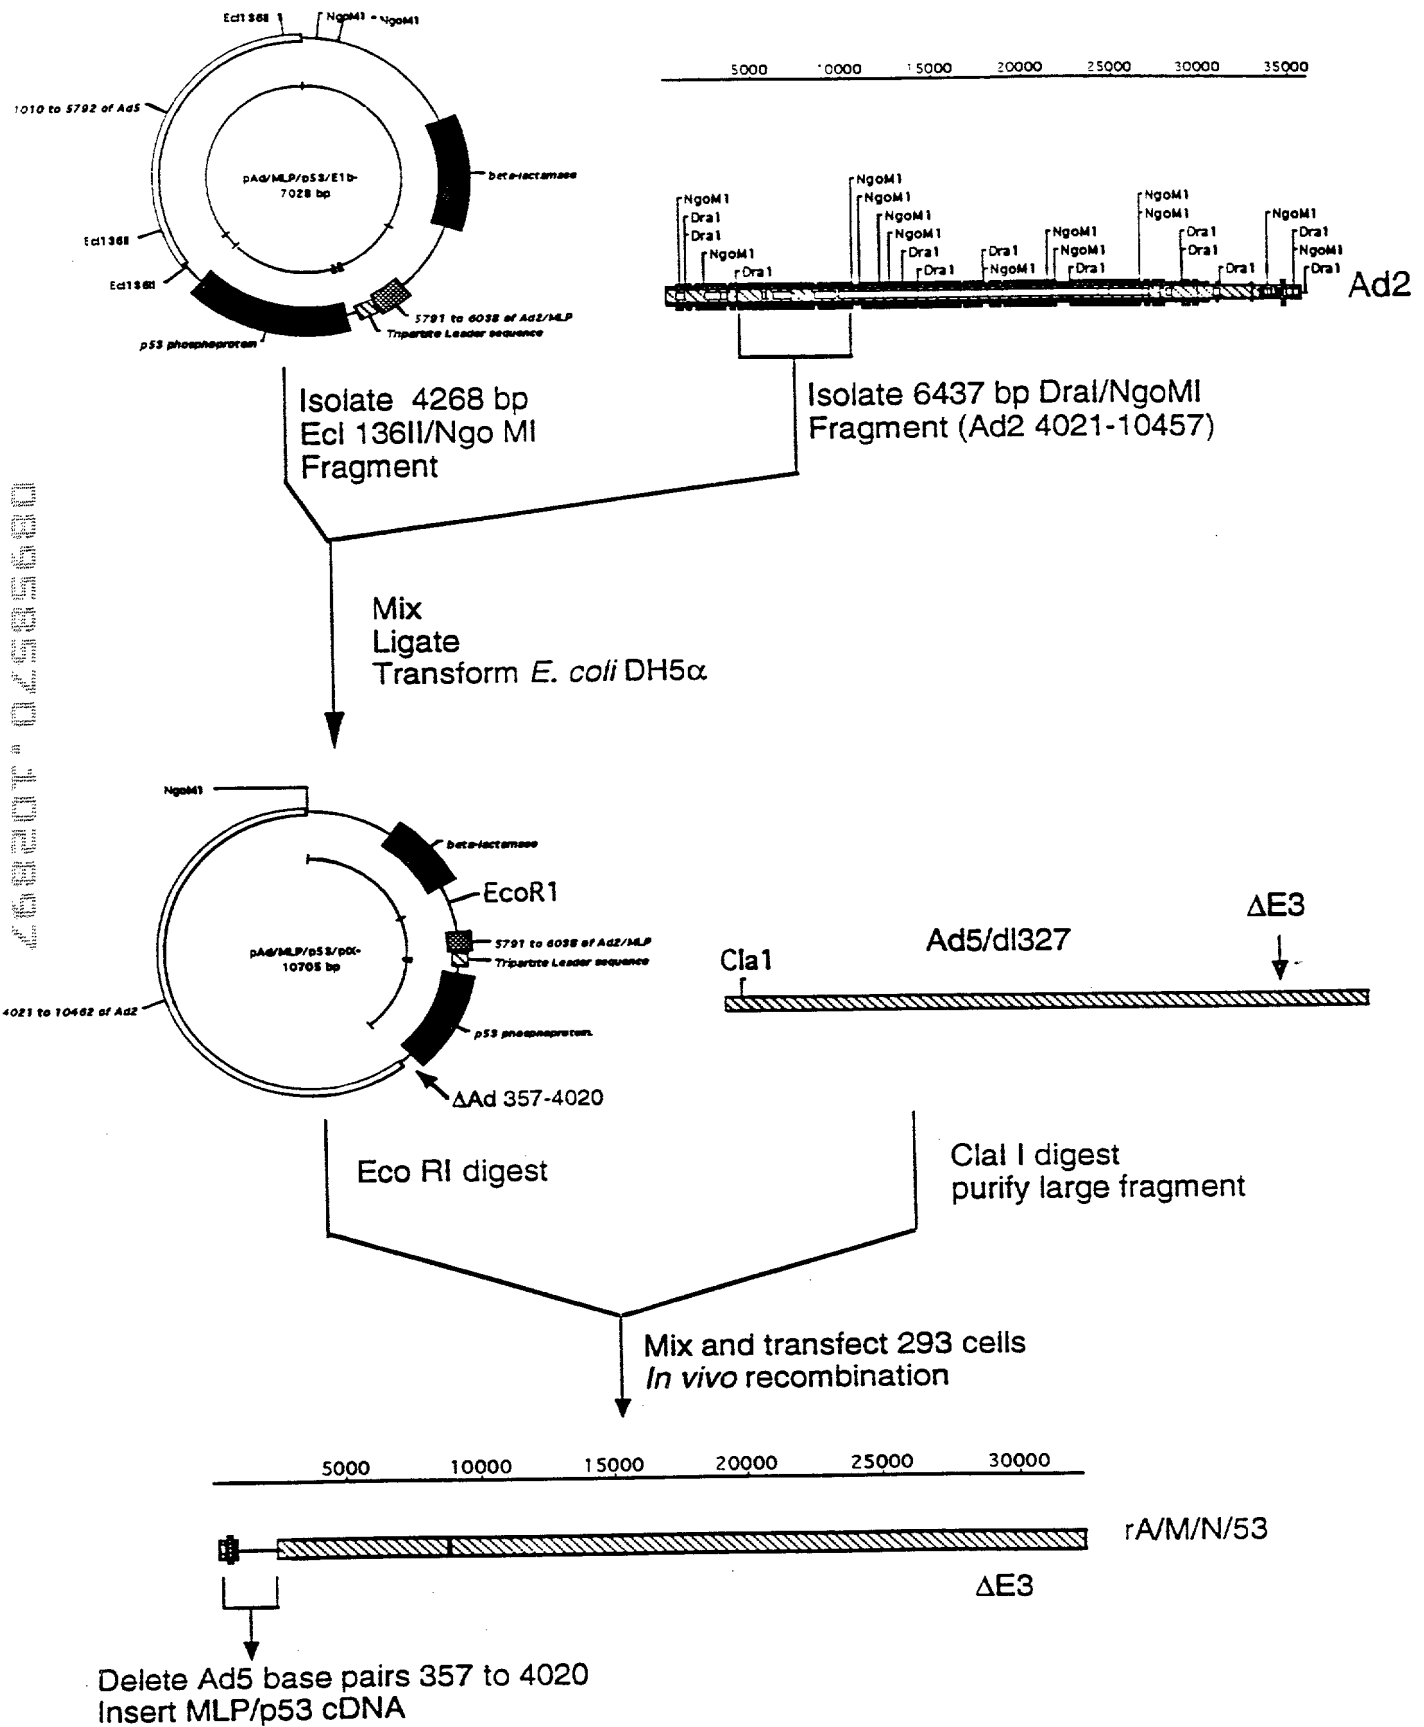 Ecl136II
NgoM1
NgoM1
1010 to 5792 of Ad5
pAd/MLP/p53/E1b-
7028 bp
beta-lactamase
Ecl136II
Ecl136II
p53 phosphoprotein
5791 to 6038 of Ad2/MLP
Tripartite Leader sequence
5000 10000 15000 20000 25000 30000 35000
NgoM1
Dra1
Dra1
NgoM1
Dra1
NgoM1
NgoM1
NgoM1
NgoM1
Dra1
Dra1
Dra1
NgoM1
NgoM1
NgoM1
Dra1
NgoM1
NgoM1
Dra1
Dra1
Dra1
NgoM1
Dra1
NgoM1
Dra1
Ad2
Isolate 4268 bp
Ecl 136II/Ngo MI
Fragment
Isolate 6437 bp DraI/NgoMI
Fragment (Ad2 4021-10457)
Mix
Ligate
Transform E. coli DH5α
NgoM1
beta-lactamase
EcoR1
pAd/MLP/p53/pIX-
10705 bp
5791 to 6038 of Ad2/MLP
Tripartite Leader sequence
4021 to 10462 of Ad2
p53 phosphoprotein
ΔAd 357-4020
ΔE3
Ad5/dl327
Cla1
Eco RI digest
Clal I digest
purify large fragment
Mix and transfect 293 cells
In vivo recombination
5000 10000 15000 20000 25000 30000
rA/M/N/53
ΔE3
Delete Ad5 base pairs 357 to 4020
Insert MLP/p53 cDNA